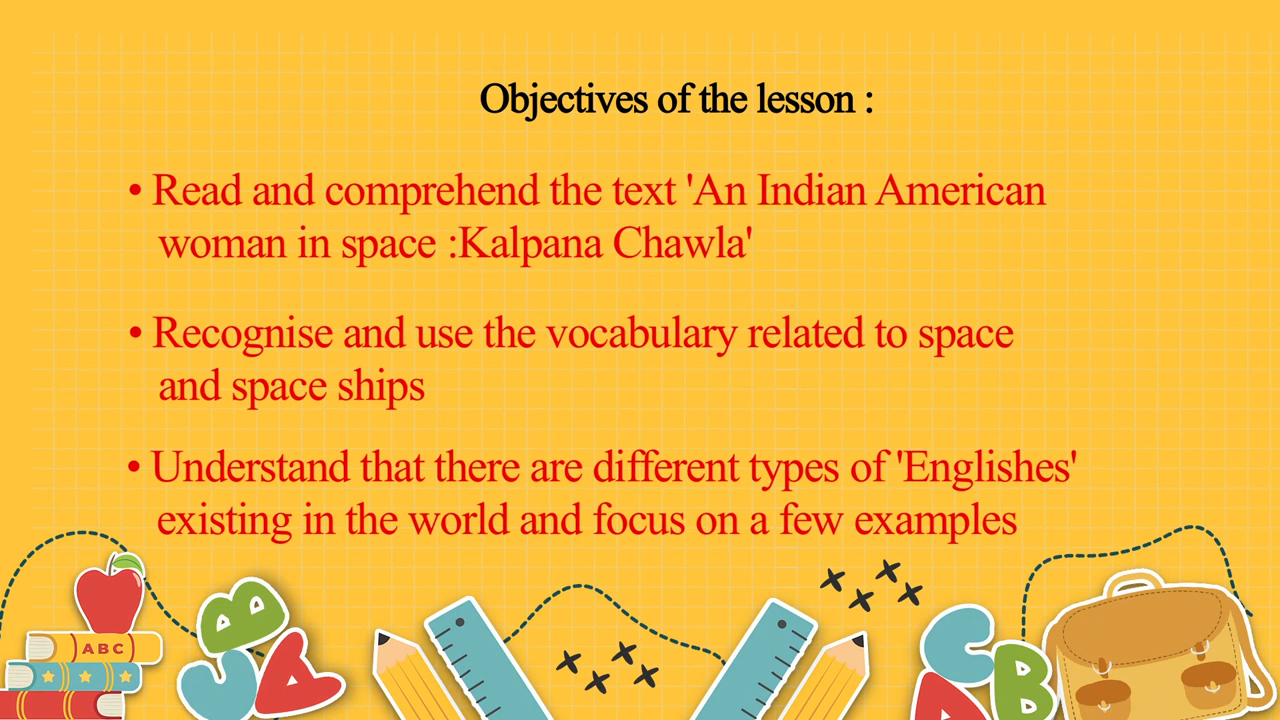 Objectives of the lesson :
• Read and comprehend the text 'An Indian American
woman in space :Kalpana Chawla'
• Recognise and use the vocabulary related to space
and space ships
• Understand that there are different types of 'Englishes'
existing in the world and focus on a few examples
ABC
B
C
A
C
B
A